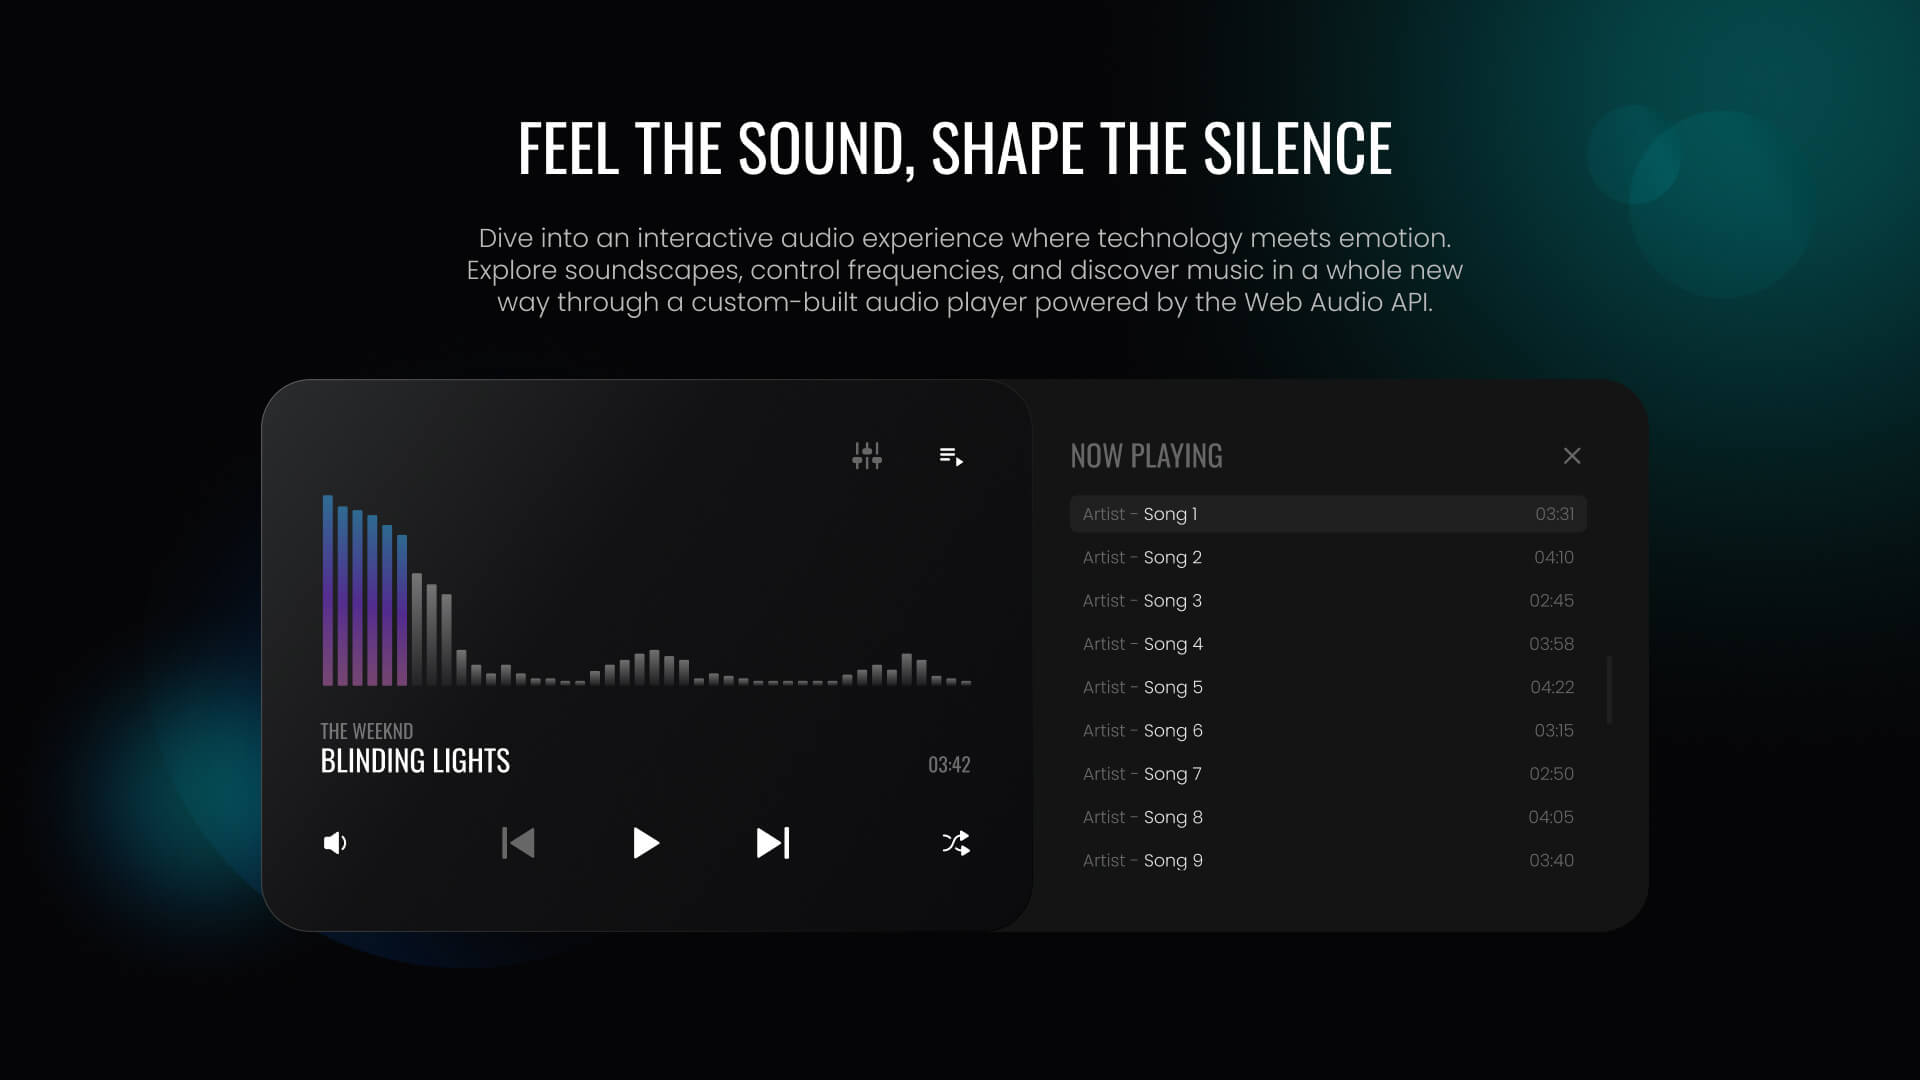 FEEL THE SOUND, SHAPE THE SILENCE
Dive into an interactive audio experience where technology meets emotion.
Explore soundscapes, control frequencies, and discover music in a whole new
way through a custom-built audio player powered by the Web Audio API.
THE WEEKND
BLINDING LIGHTS
03:42
NOW PLAYING
Artist - Song 1 03:31
Artist - Song 2 04:10
Artist - Song 3 02:45
Artist - Song 4 03:58
Artist - Song 5 04:22
Artist - Song 6 03:15
Artist - Song 7 02:50
Artist - Song 8 04:05
Artist - Song 9 03:40